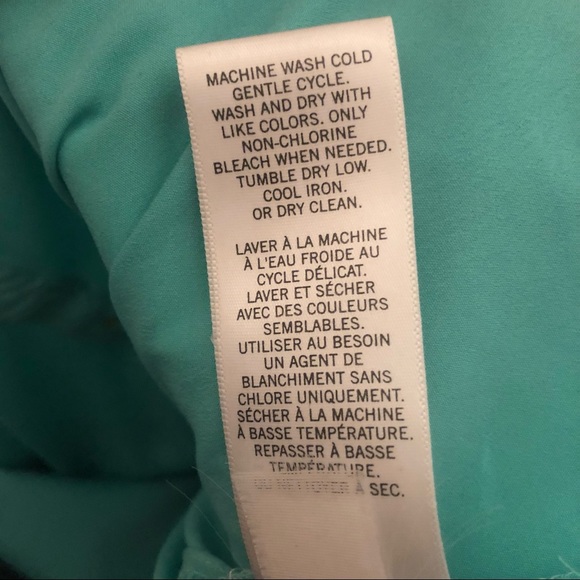 MACHINE WASH COLD
GENTLE CYCLE.
WASH AND DRY WITH
LIKE COLORS. ONLY
NON-CHLORINE
BLEACH WHEN NEEDED.
TUMBLE DRY LOW.
COOL IRON.
OR DRY CLEAN.
LAVER À LA MACHINE
À L'EAU FROIDE AU
CYCLE DÉLICAT.
LAVER ET SÉCHER
AVEC DES COULEURS
SEMBLABLES.
UTILISER AU BESOIN
UN AGENT DE
BLANCHIMENT SANS
CHLORE UNIQUEMENT.
SÉCHER À LA MACHINE
À BASSE TEMPÉRATURE.
REPASSER À BASSE
TEMPÉRATURE.
À SEC.